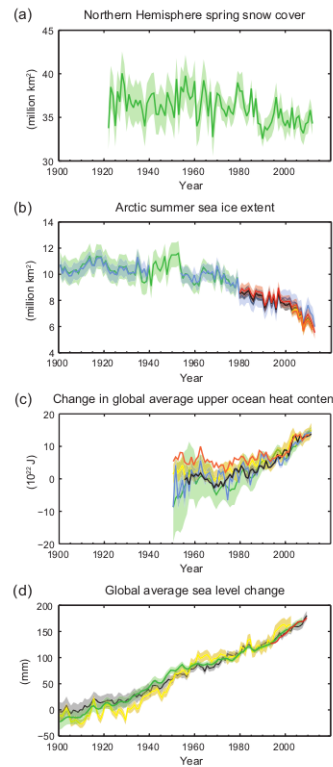 (a) Northern Hemisphere spring snow cover
45
40
35
30
(million km²)
1900 1920 1940 1960 1980 2000
Year
(b) Arctic summer sea ice extent
14
12
10
8
6
4
(million km²)
1900 1920 1940 1960 1980 2000
Year
(c) Change in global average upper ocean heat conten
20
10
0
−10
−20
(10²² J)
1900 1920 1940 1960 1980 2000
Year
(d) Global average sea level change
200
150
100
50
0
−50
(mm)
1900 1920 1940 1960 1980 2000
Year